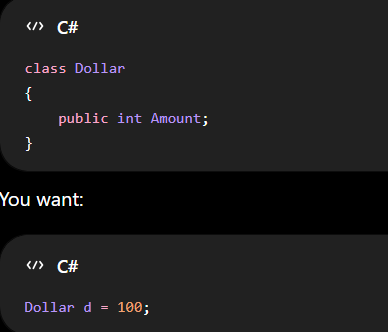 </> C#
class Dollar
{
    public int Amount;
}
You want:
</> C#
Dollar d = 100;